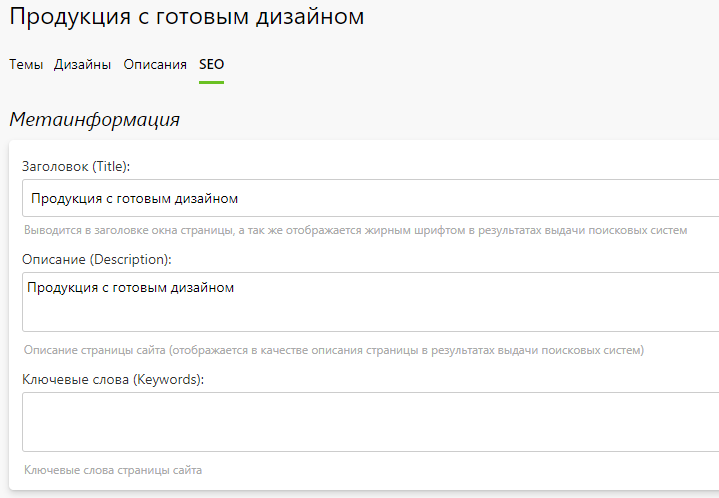 Продукция с готовым дизайном
Темы Дизайны Описания SEO
Метаинформация
Заголовок (Title):
Продукция с готовым дизайном
Выводится в заголовке окна страницы, а так же отображается жирным шрифтом в результатах выдачи поисковых систем
Описание (Description):
Продукция с готовым дизайном
Описание страницы сайта (отображается в качестве описания страницы в результатах выдачи поисковых систем)
Ключевые слова (Keywords):
Ключевые слова страницы сайта